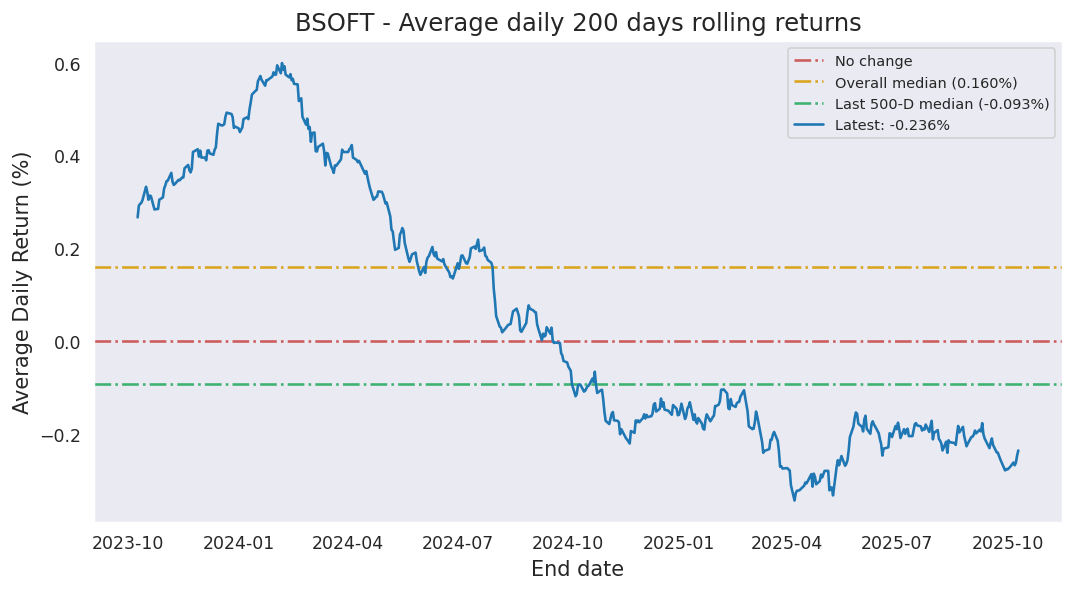 BSOFT - Average daily 200 days rolling returns
No change
Overall median (0.160%)
Last 500-D median (-0.093%)
Latest: -0.236%
Average Daily Return (%)
0.6
0.4
0.2
0.0
−0.2
2023-10 2024-01 2024-04 2024-07 2024-10 2025-01 2025-04 2025-07 2025-10
End date